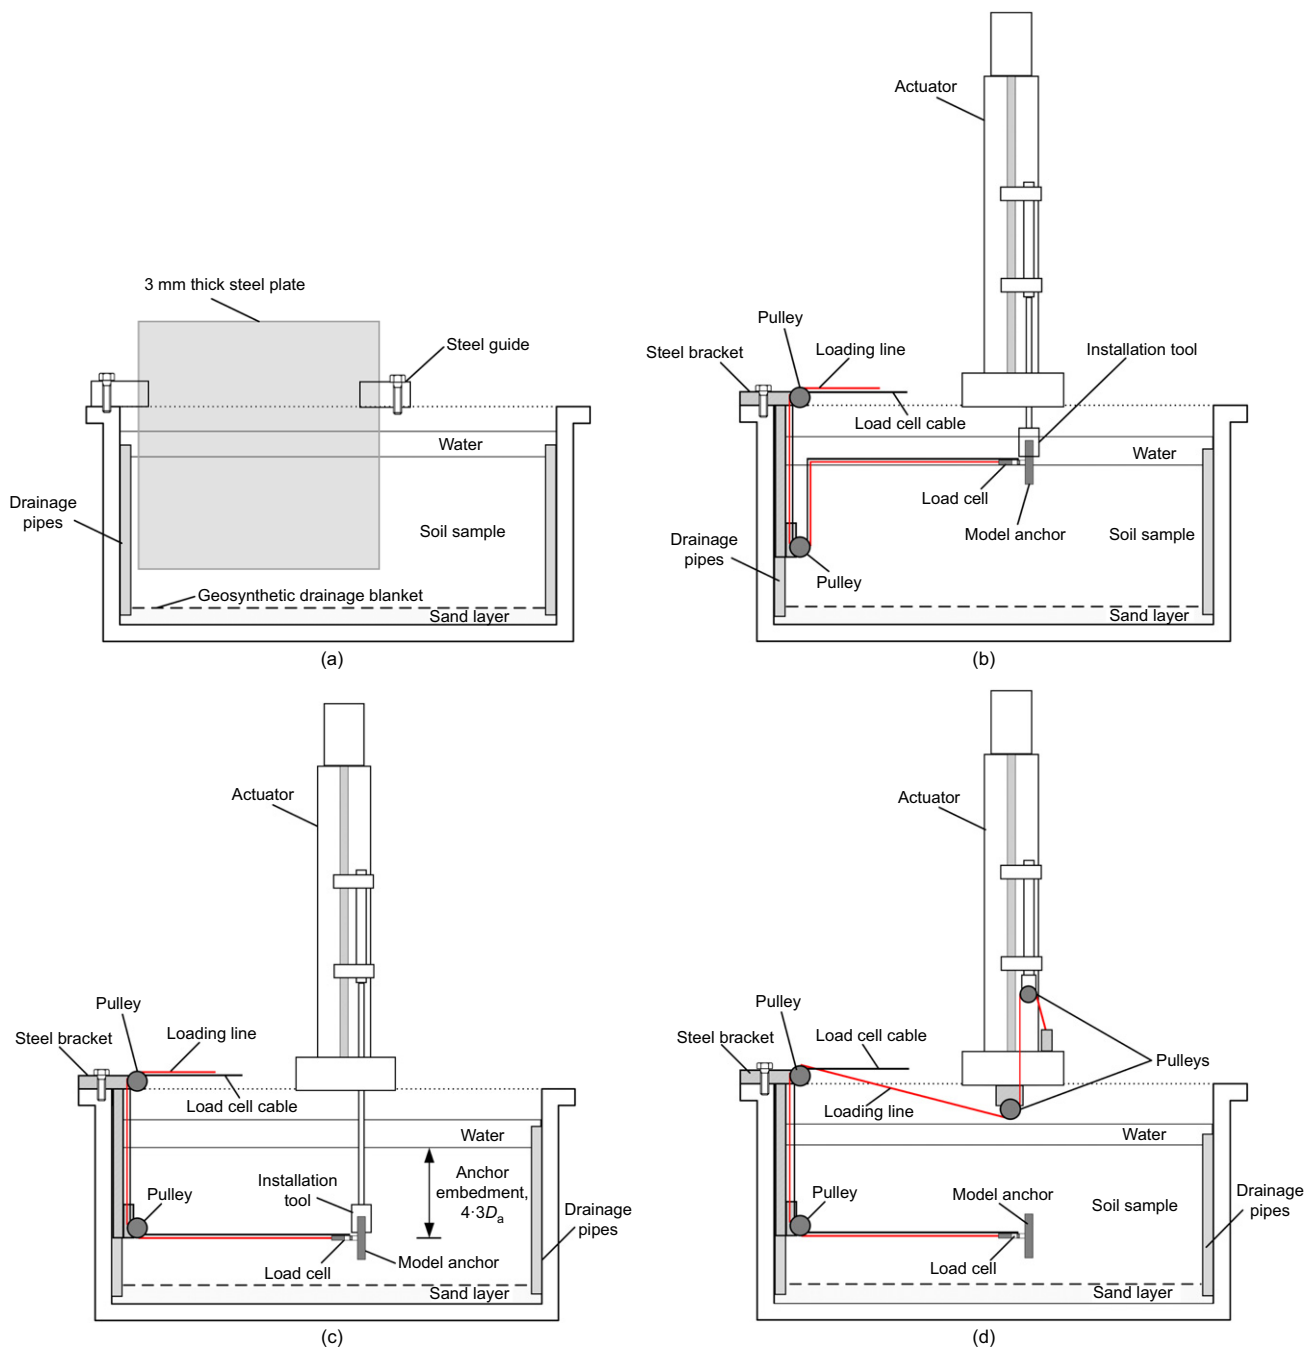 3 mm thick steel plate
Steel guide
Water
Drainage
pipes
Soil sample
Geosynthetic drainage blanket
Sand layer
(a)
Actuator
Pulley
Steel bracket
Loading line
Installation tool
Load cell cable
Water
Load cell
Model anchor
Drainage
pipes
Soil sample
Pulley
Sand layer
(b)
Actuator
Pulley
Steel bracket
Loading line
Load cell cable
Water
Installation
tool
Anchor
embedment,
4·3Da
Pulley
Drainage
pipes
Load cell
Model anchor
Sand layer
(c)
Actuator
Pulley
Steel bracket
Load cell cable
Pulleys
Loading line
Water
Pulley
Model anchor
Soil sample
Drainage
pipes
Load cell
Sand layer
(d)